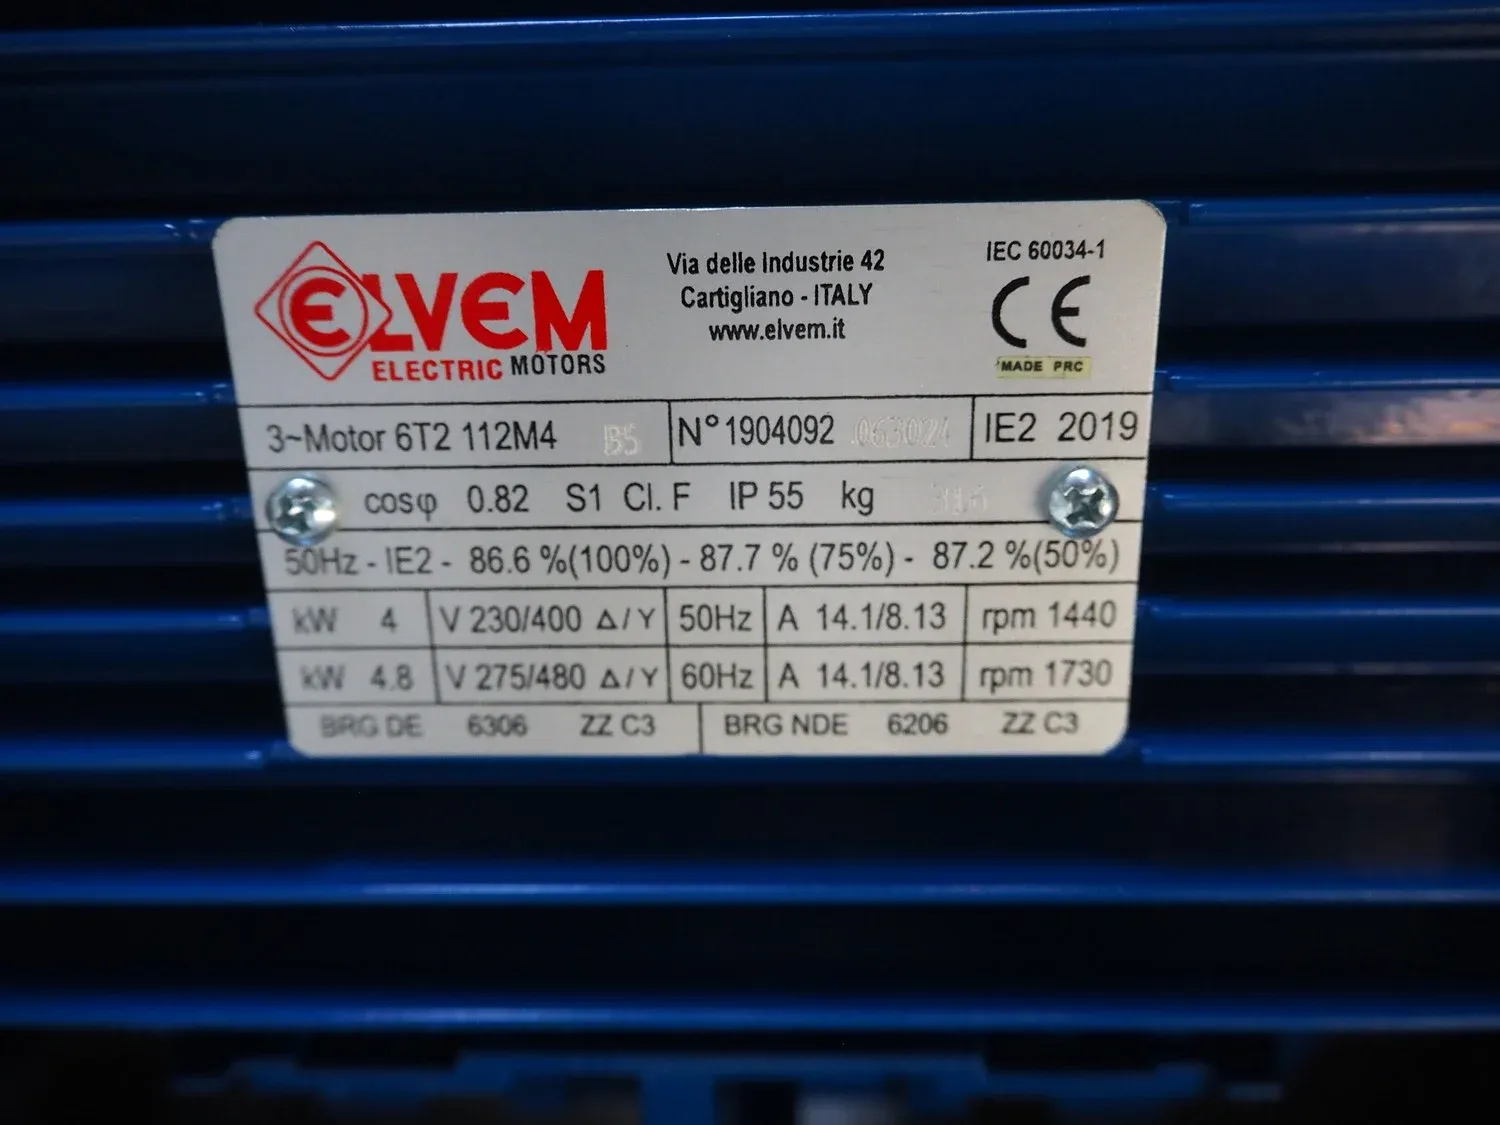 ELVEM
ELECTRIC MOTORS
Via delle Industrie 42
Cartigliano - ITALY
www.elvem.it
IEC 60034-1
CE
MADE PRC
3~Motor 6T2 112M4 B5 N°1904092 IE2 2019
cosφ 0.82 S1 Cl. F IP 55 kg
50Hz - IE2 - 86.6 %(100%) - 87.7 % (75%) - 87.2 %(50%)
kW 4 V 230/400 Δ/Y 50Hz A 14.1/8.13 rpm 1440
kW 4.8 V 275/480 Δ/Y 60Hz A 14.1/8.13 rpm 1730
BRG DE 6306 ZZ C3 BRG NDE 6206 ZZ C3